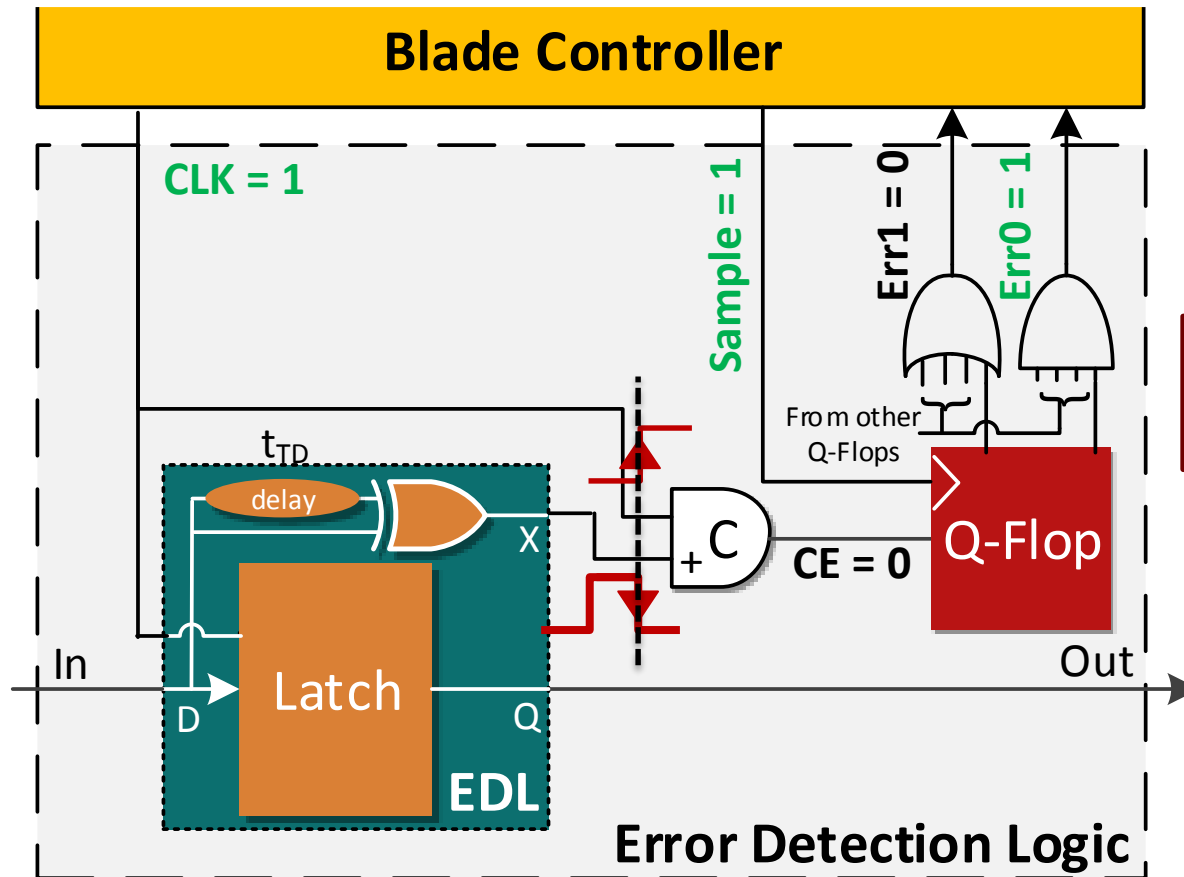 Blade Controller
CLK = 1
Sample = 1
Err1 = 0
Err0 = 1
From other
Q-Flops
tTD
delay
X
+
C
CE = 0
Q-Flop
In
Out
Latch
D
Q
EDL
Error Detection Logic